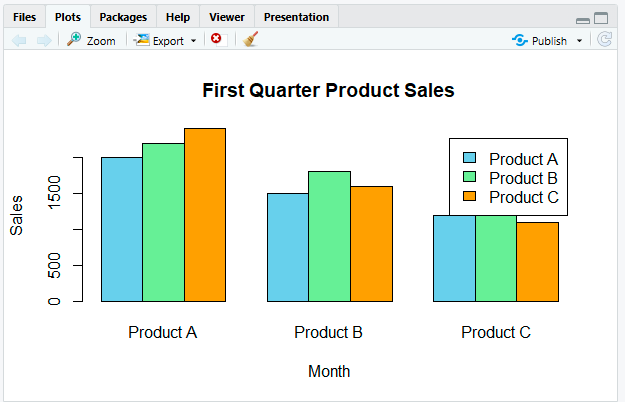 Files Plots Packages Help Viewer Presentation
Zoom Export Publish
First Quarter Product Sales
Product A
Product B
Product C
Sales
1500
500
0
Product A Product B Product C
Month